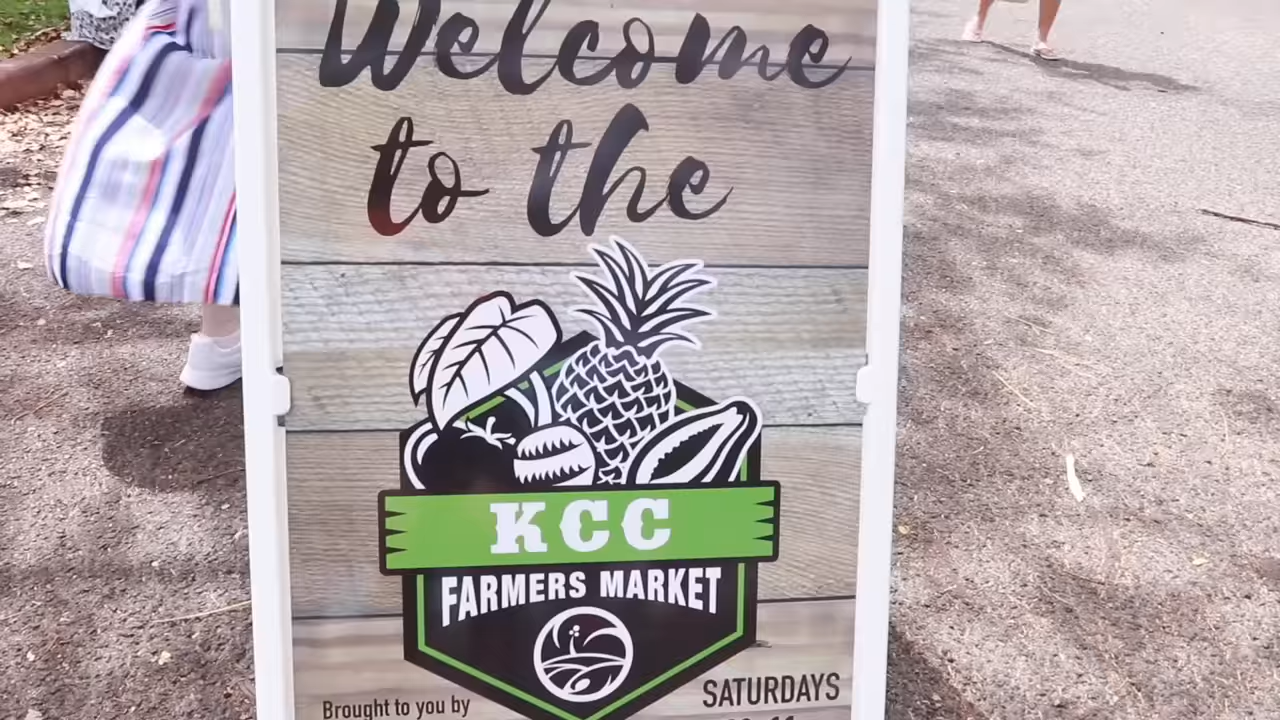 Welcome
to the
KCC
FARMERS MARKET
Brought to you by
SATURDAYS